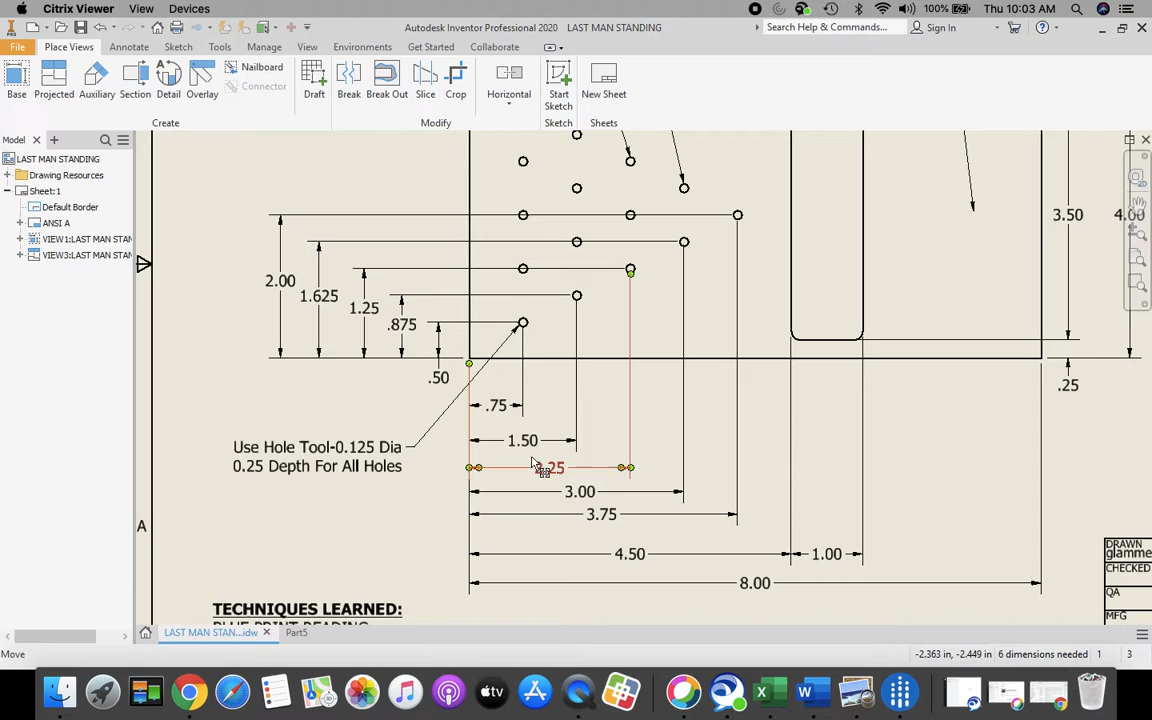 Citrix Viewer View Devices 100% Thu 10:03 AM
Autodesk Inventor Professional 2020 LAST MAN STANDING Search Help & Commands... Sign In
File Place Views Annotate Sketch Tools Manage View Environments Get Started Collaborate
Nailboard
Connector
Base Projected Auxiliary Section Detail Overlay Draft Break Break Out Slice Crop Horizontal Start Sketch New Sheet
Create Modify Sketch Sheets
Model
LAST MAN STANDING
Drawing Resources
Sheet:1
Default Border
ANSI A
VIEW1:LAST MAN STAN
VIEW3:LAST MAN STAN
3.50 4.00
2.00
1.625
1.25
.875
.50
.25
.75
Use Hole Tool-0.125 Dia
0.25 Depth For All Holes
1.50
2.25
3.00
3.75
4.50 1.00
8.00
A
DRAWN
glamme
CHECKED
QA
MFG
TECHNIQUES LEARNED:
LAST MAN STAN...idw Part5
Move -2.363 in, -2.449 in 6 dimensions needed 1 3
tv